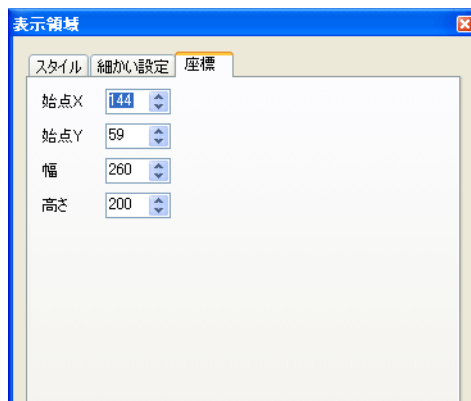 表示領域
スタイル 細かい設定 座標
始点X 144
始点Y 59
幅 260
高さ 200